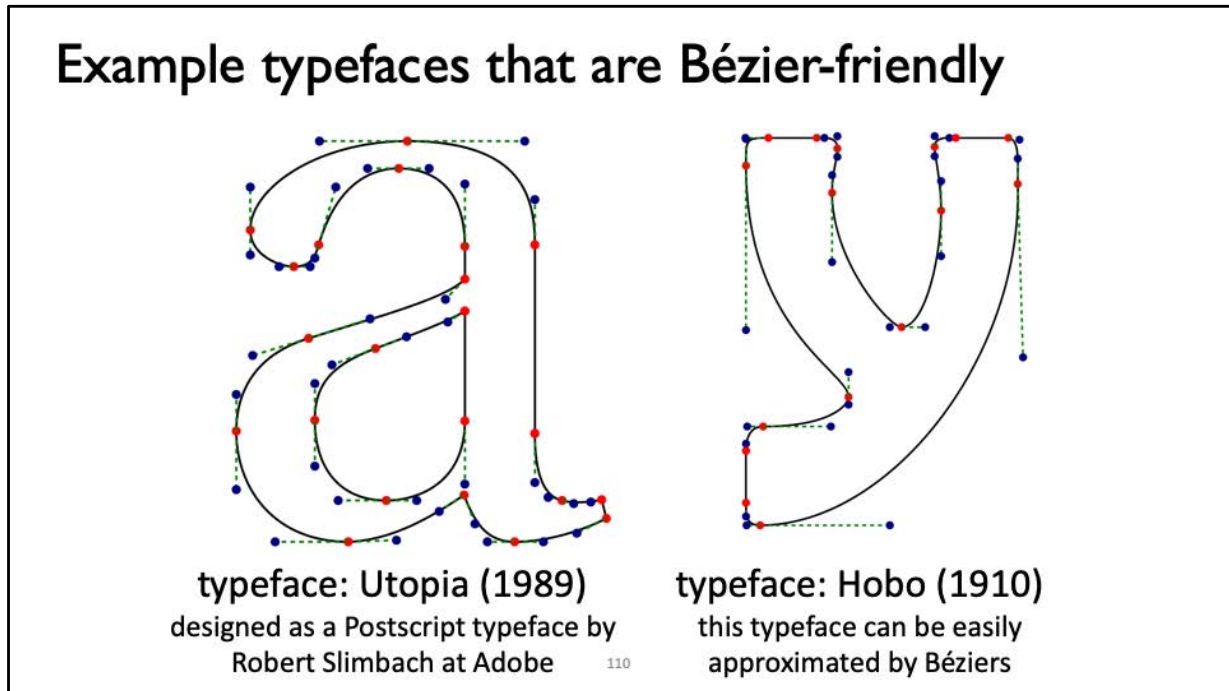 Example typefaces that are Bézier-friendly
typeface: Utopia (1989)
designed as a Postscript typeface by
Robert Slimbach at Adobe
typeface: Hobo (1910)
this typeface can be easily
approximated by Béziers
110